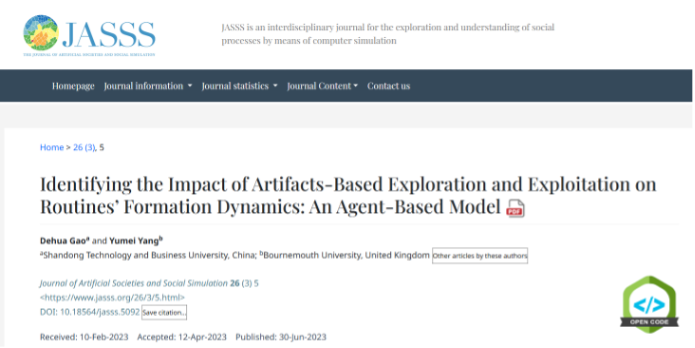 JASSS
THE JOURNAL OF ARTIFICIAL SOCIETIES AND SOCIAL SIMULATION
JASSS is an interdisciplinary journal for the exploration and understanding of social
processes by means of computer simulation
Homepage Journal information Journal statistics Journal Content Contact us
Home > 26 (3), 5
Identifying the Impact of Artifacts-Based Exploration and Exploitation on
Routines’ Formation Dynamics: An Agent-Based Model PDF
Dehua Gaoᵃ and Yumei Yangᵇ
ᵃShandong Technology and Business University, China; ᵇBournemouth University, United Kingdom Other articles by these authors
Journal of Artificial Societies and Social Simulation 26 (3) 5
<https://www.jasss.org/26/3/5.html>
DOI: 10.18564/jasss.5092 Save citation...
Received: 10-Feb-2023 Accepted: 12-Apr-2023 Published: 30-Jun-2023
</>
OPEN CODE